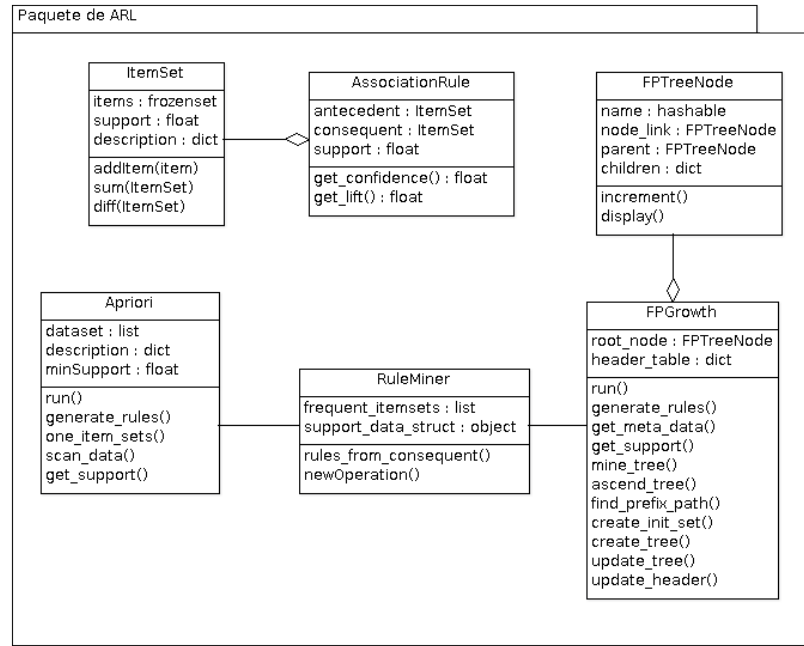 Paquete de ARL
ItemSet
items : frozenset
support : float
description : dict
addItem(item)
sum(ItemSet)
diff(ItemSet)
AssociationRule
antecedent : ItemSet
consequent : ItemSet
support : float
get_confidence() : float
get_lift() : float
FPTreeNode
name : hashable
node_link : FPTreeNode
parent : FPTreeNode
children : dict
increment()
display()
Apriori
dataset : list
description : dict
minSupport : float
run()
generate_rules()
one_item_sets()
scan_data()
get_support()
RuleMiner
frequent_itemsets : list
support_data_struct : object
rules_from_consequent()
newOperation()
FPGrowth
root_node : FPTreeNode
header_table : dict
run()
generate_rules()
get_meta_data()
get_support()
mine_tree()
ascend_tree()
find_prefix_path()
create_init_set()
create_tree()
update_tree()
update_header()